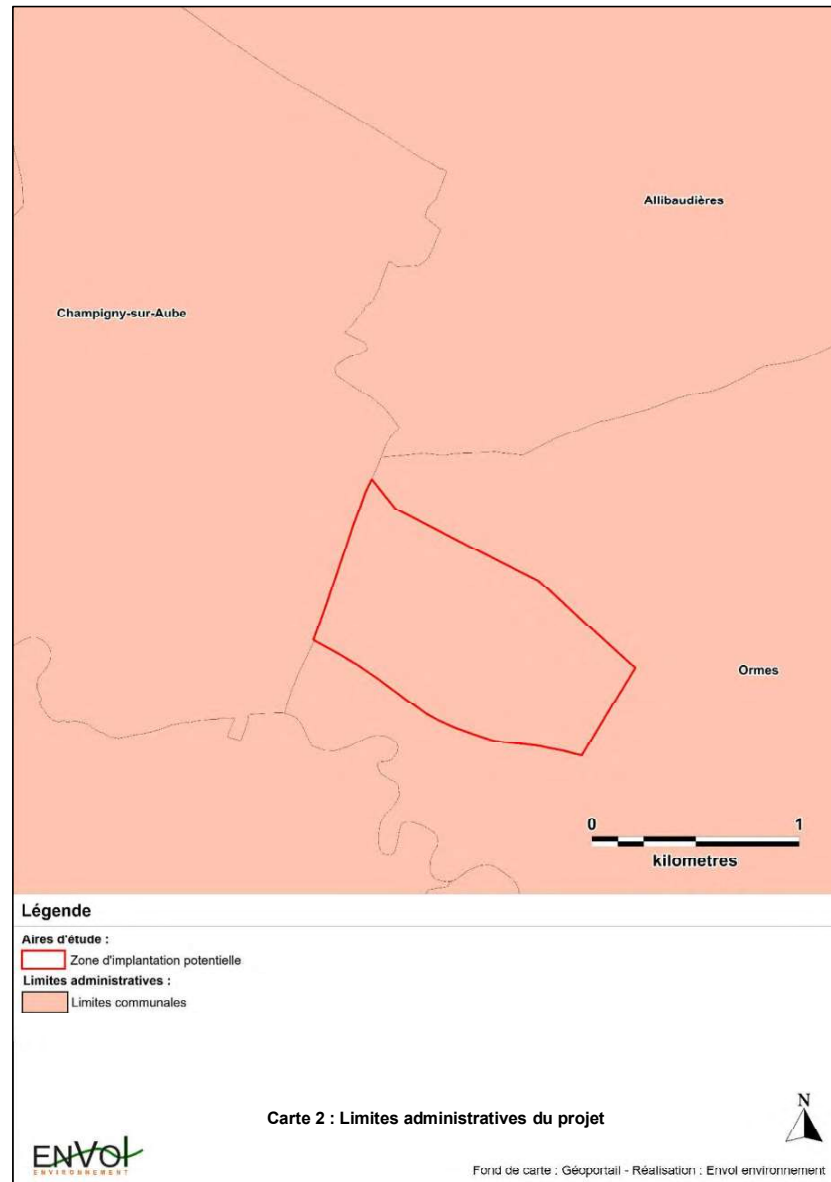 Allibaudières
Champigny-sur-Aube
Ormes
0 1
kilometres
Légende
Aires d'étude :
Zone d'implantation potentielle
Limites administratives :
Limites communales
Carte 2 : Limites administratives du projet
N
ENVOL
ENVIRONNEMENT
Fond de carte : Géoportail - Réalisation : Envol environnement